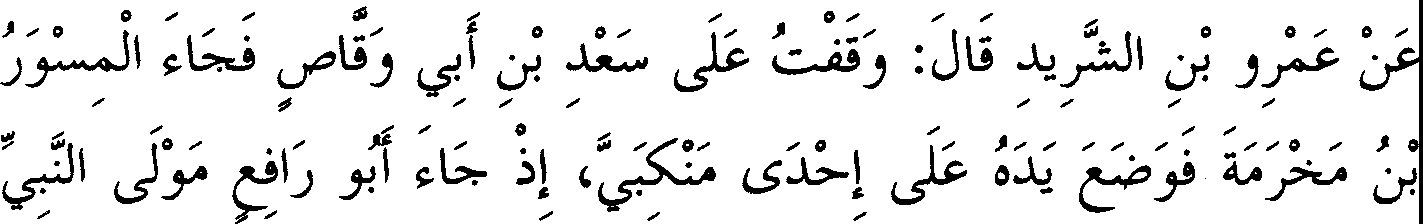 عَنْ عَمْرِو بْنِ الشَّرِيدِ قَالَ: وَقَفْتُ عَلَى سَعْدِ بْنِ أَبِي وَقَّاصٍ فَجَاءَ الْمِسْوَرُ
بْنُ مَخْرَمَةَ فَوَضَعَ يَدَهُ عَلَى إِحْدَى مَنْكِبَيَّ، إِذْ جَاءَ أَبُو رَافِعٍ مَوْلَى النَّبِيِّ